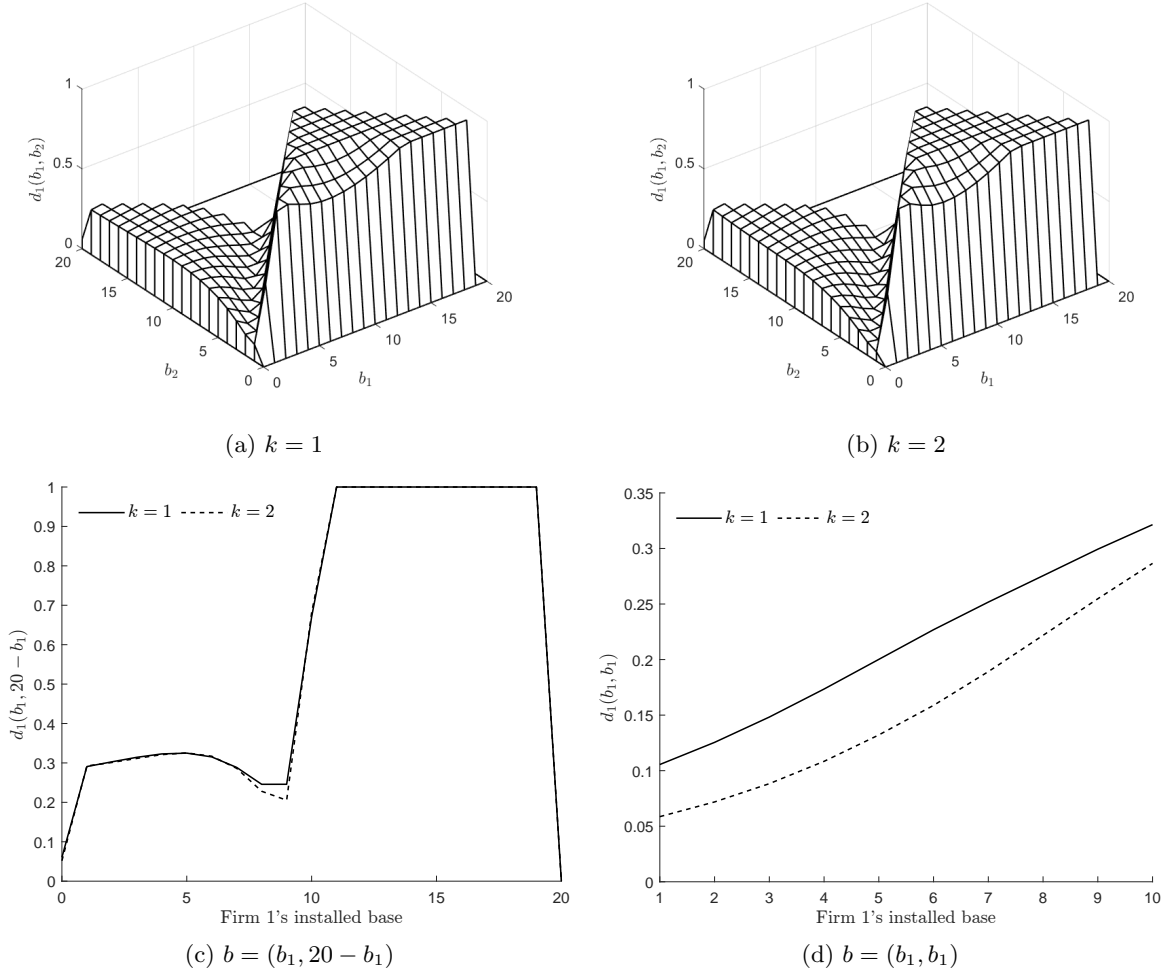 1
0.5
0
20
15
10
5
0
0
5
10
15
20
d₁(b₁, b₂)
b₂
b₁
(a) k = 1
1
0.5
0
20
15
10
5
0
0
5
10
15
20
d₁(b₁, b₂)
b₂
b₁
(b) k = 2
1
0.9
0.8
0.7
0.6
0.5
0.4
0.3
0.2
0.1
0
k = 1 k = 2
d₁(b₁, 20 − b₁)
0 5 10 15 20
Firm 1's installed base
(c) b = (b₁, 20 − b₁)
0.35
0.3
0.25
0.2
0.15
0.1
0.05
0
k = 1 k = 2
d₁(b₁, b₁)
1 2 3 4 5 6 7 8 9 10
Firm 1's installed base
(d) b = (b₁, b₁)